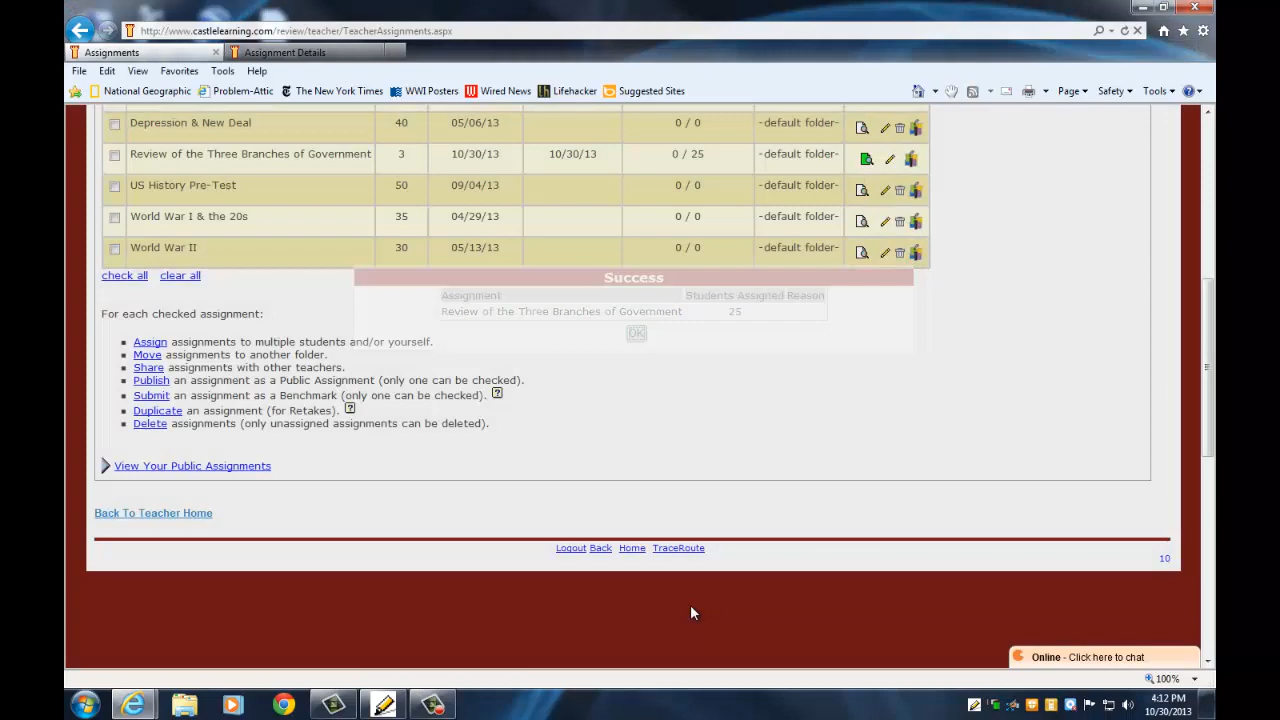 http://www.castlelearning.com/review/teacher/TeacherAssignments.aspx
Assignments
Assignment Details
File Edit View Favorites Tools Help
National Geographic Problem-Attic The New York Times WWI Posters Wired News Lifehacker Suggested Sites
Page Safety Tools
Depression & New Deal 40 05/06/13 0 / 0 -default folder-
Review of the Three Branches of Government 3 10/30/13 10/30/13 0 / 25 -default folder-
US History Pre-Test 50 09/04/13 0 / 0 -default folder-
World War I & the 20s 35 04/29/13 0 / 0 -default folder-
World War II 30 05/13/13 0 / 0 -default folder-
check all clear all
Success
Assignment Students Assigned Reason
Review of the Three Branches of Government 25
OK
For each checked assignment:
Assign assignments to multiple students and/or yourself.
Move assignments to another folder.
Share assignments with other teachers.
Publish an assignment as a Public Assignment (only one can be checked).
Submit an assignment as a Benchmark (only one can be checked). ?
Duplicate an assignment (for Retakes). ?
Delete assignments (only unassigned assignments can be deleted).
View Your Public Assignments
Back To Teacher Home
Logout Back Home TraceRoute
10
Online - Click here to chat
100%
4:12 PM
10/30/2013